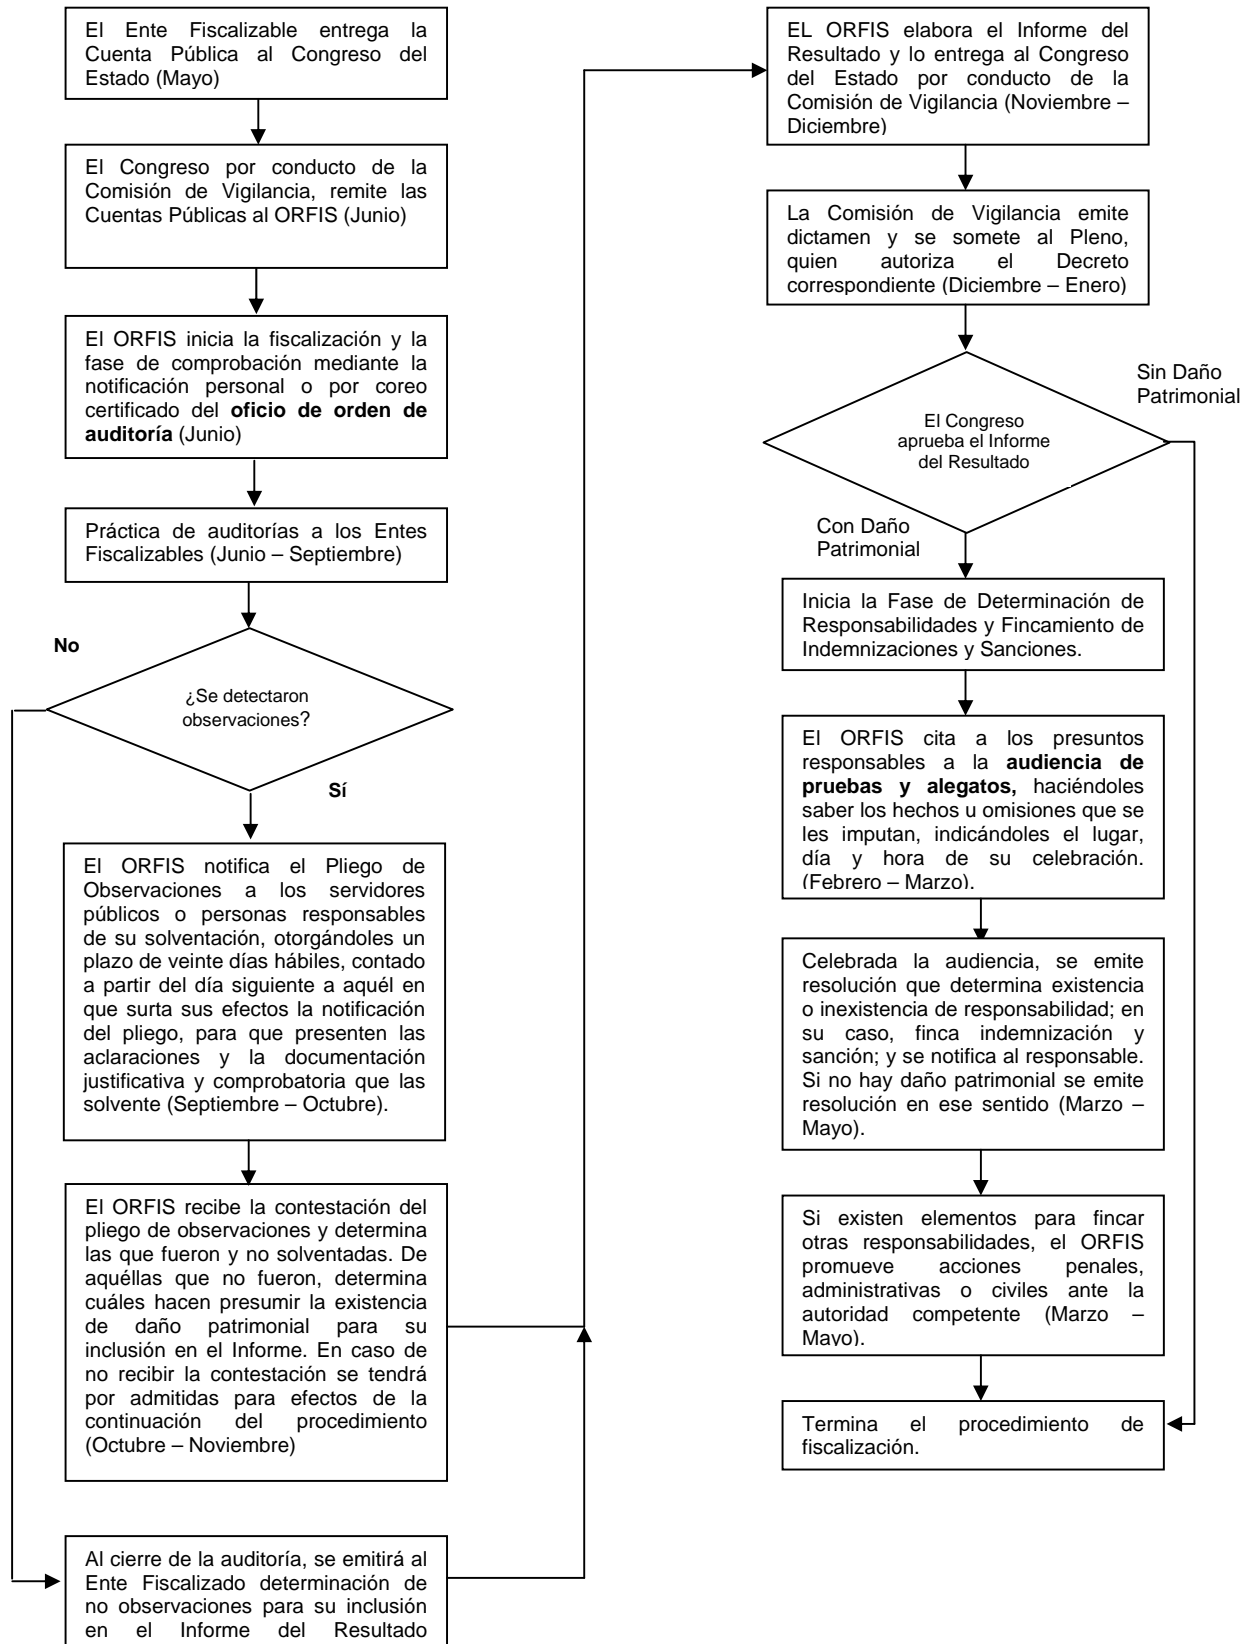 El Ente Fiscalizable entrega la
Cuenta Pública al Congreso del
Estado (Mayo)
El Congreso por conducto de la
Comisión de Vigilancia, remite las
Cuentas Públicas al ORFIS (Junio)
El ORFIS inicia la fiscalización y la
fase de comprobación mediante la
notificación personal o por coreo
certificado del oficio de orden de
auditoría (Junio)
Práctica de auditorías a los Entes
Fiscalizables (Junio – Septiembre)
No
¿Se detectaron
observaciones?
Sí
El ORFIS notifica el Pliego de
Observaciones a los servidores
públicos o personas responsables
de su solventación, otorgándoles un
plazo de veinte días hábiles, contado
a partir del día siguiente a aquél en
que surta sus efectos la notificación
del pliego, para que presenten las
aclaraciones y la documentación
justificativa y comprobatoria que las
solvente (Septiembre – Octubre).
El ORFIS recibe la contestación del
pliego de observaciones y determina
las que fueron y no solventadas. De
aquéllas que no fueron, determina
cuáles hacen presumir la existencia
de daño patrimonial para su
inclusión en el Informe. En caso de
no recibir la contestación se tendrá
por admitidas para efectos de la
continuación del procedimiento
(Octubre – Noviembre)
Al cierre de la auditoría, se emitirá al
Ente Fiscalizado determinación de
no observaciones para su inclusión
en el Informe del Resultado
EL ORFIS elabora el Informe del
Resultado y lo entrega al Congreso
del Estado por conducto de la
Comisión de Vigilancia (Noviembre –
Diciembre)
La Comisión de Vigilancia emite
dictamen y se somete al Pleno,
quien autoriza el Decreto
correspondiente (Diciembre – Enero)
Sin Daño
Patrimonial
El Congreso
aprueba el Informe
del Resultado
Con Daño
Patrimonial
Inicia la Fase de Determinación de
Responsabilidades y Fincamiento de
Indemnizaciones y Sanciones.
El ORFIS cita a los presuntos
responsables a la audiencia de
pruebas y alegatos, haciéndoles
saber los hechos u omisiones que se
les imputan, indicándoles el lugar,
día y hora de su celebración.
(Febrero – Marzo).
Celebrada la audiencia, se emite
resolución que determina existencia
o inexistencia de responsabilidad; en
su caso, finca indemnización y
sanción; y se notifica al responsable.
Si no hay daño patrimonial se emite
resolución en ese sentido (Marzo –
Mayo).
Si existen elementos para fincar
otras responsabilidades, el ORFIS
promueve acciones penales,
administrativas o civiles ante la
autoridad competente (Marzo –
Mayo).
Termina el procedimiento de
fiscalización.